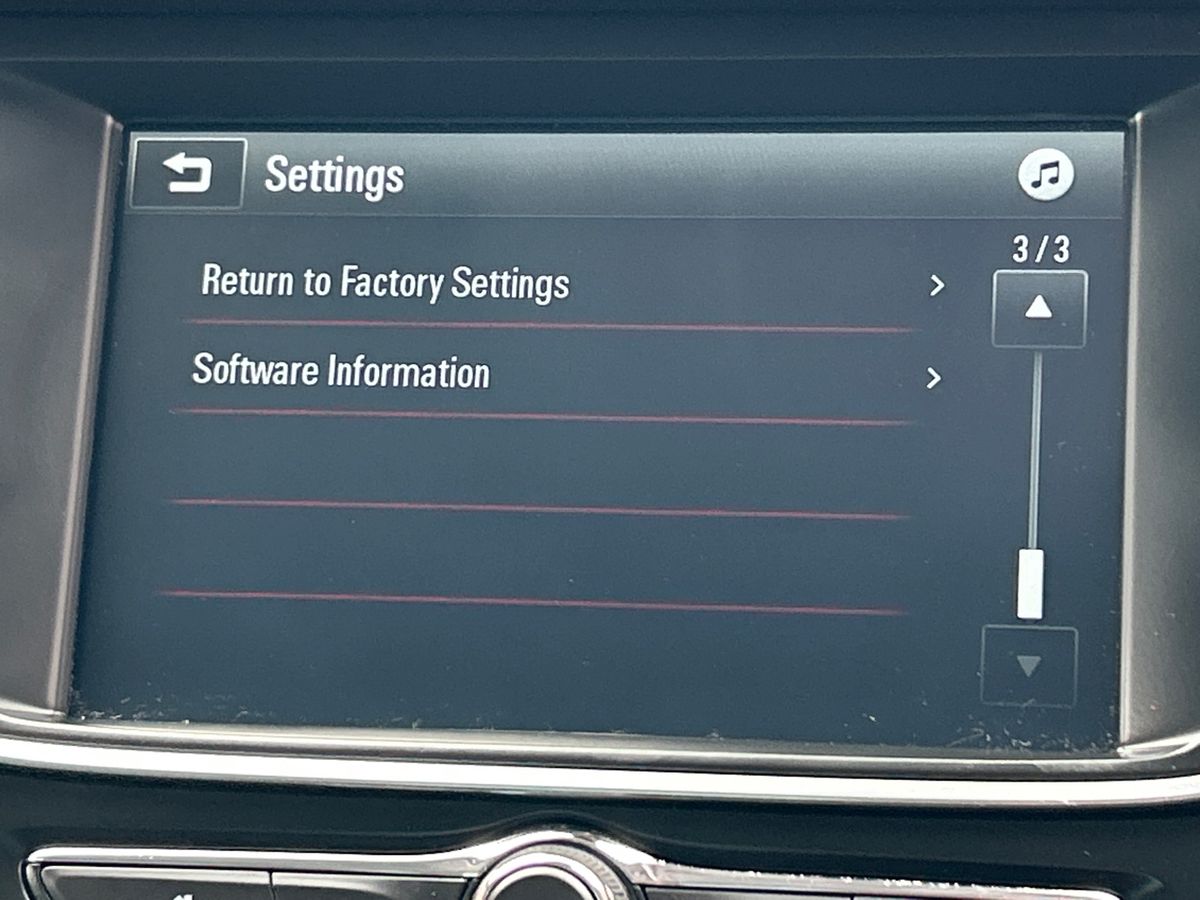 Settings
3/3
Return to Factory Settings
Software Information